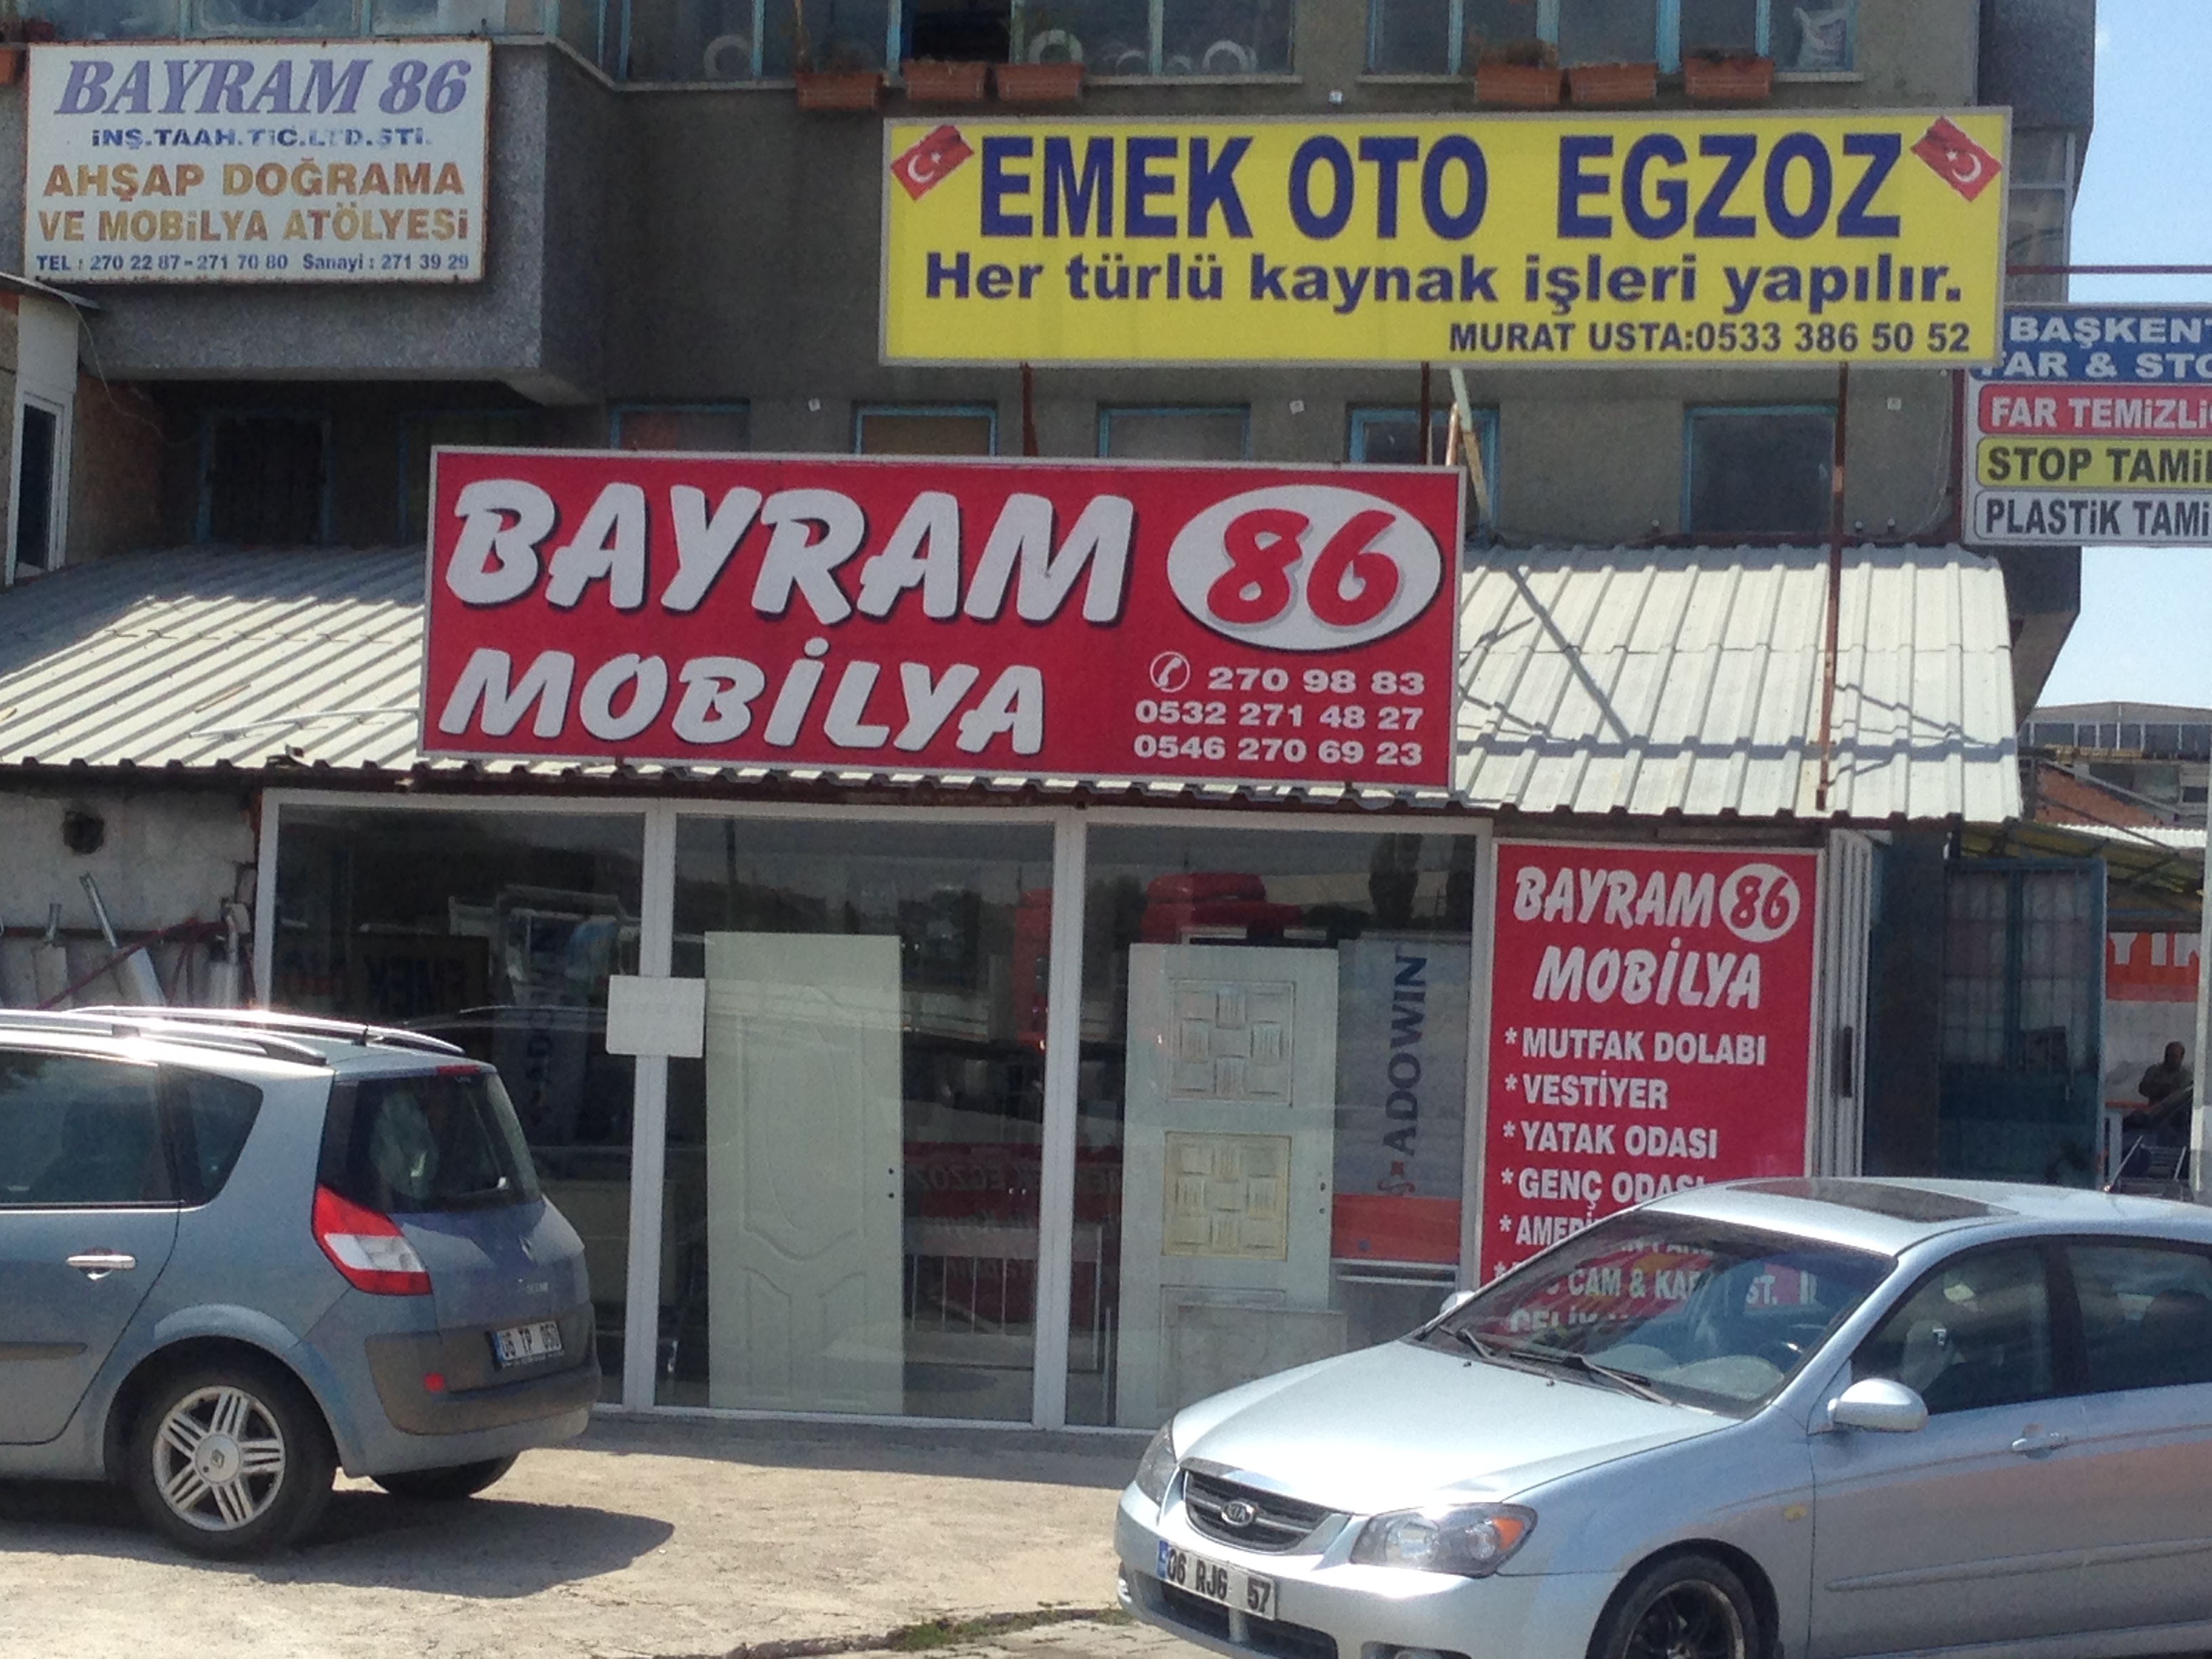 BAYRAM 86
İNŞ.TAAH.TİC.LTD.ŞTİ.
AHŞAP DOĞRAMA
VE MOBİLYA ATÖLYESİ
TEL : 270 22 87 - 271 70 80 Sanayi : 271 39 29
EMEK OTO EGZOZ
Her türlü kaynak işleri yapılır.
MURAT USTA:0533 386 50 52
BAŞKENT
FAR & STO
FAR TEMİZLİ
STOP TAMİ
PLASTİK TAMİ
BAYRAM 86
MOBİLYA
270 98 83
0532 271 48 27
0546 270 69 23
BAYRAM 86
MOBİLYA
* MUTFAK DOLABI
* VESTİYER
* YATAK ODASI
* GENÇ ODASI
CAM &
ADOWIN
KIA
06 RJG 57